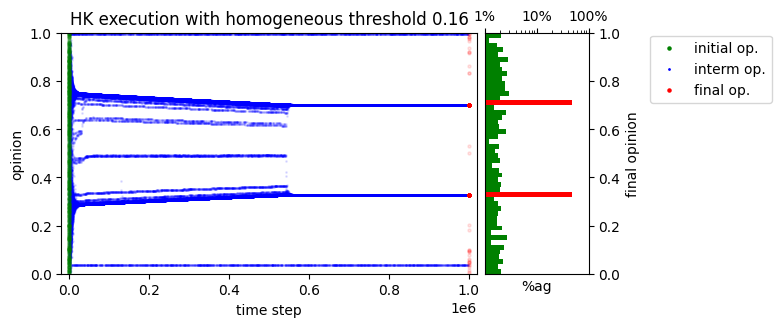 HK execution with homogeneous threshold 0.16
1% 10% 100%
initial op.
interm op.
final op.
1.0
0.8
0.6
0.4
0.2
0.0
opinion
0.0 0.2 0.4 0.6 0.8 1.0
1e6
time step
%ag
1.0
0.8
0.6
0.4
0.2
0.0
final opinion